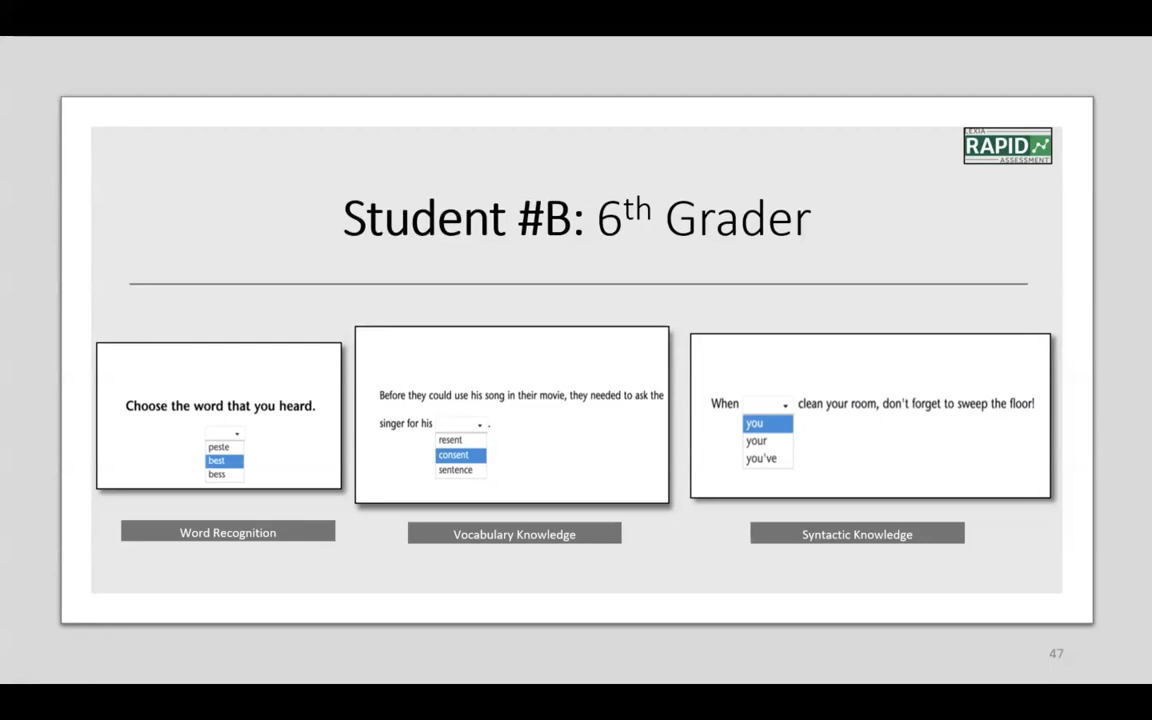 LEXIA
RAPID
ASSESSMENT
Student #B: 6th Grader
Choose the word that you heard.
peste
best
bess
Word Recognition
Before they could use his song in their movie, they needed to ask the
singer for his .
resent
consent
sentence
Vocabulary Knowledge
When clean your room, don't forget to sweep the floor!
you
your
you've
Syntactic Knowledge
47